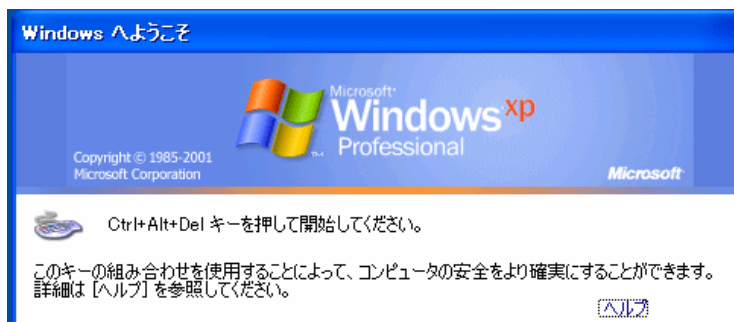 Windows へようこそ
Microsoft
Windows xp
Professional
Copyright © 1985-2001
Microsoft Corporation
Microsoft
Ctrl+Alt+Del キーを押して開始してください。
このキーの組み合わせを使用することによって、コンピュータの安全をより確実にすることができます。
詳細は [ヘルプ] を参照してください。
ヘルプ